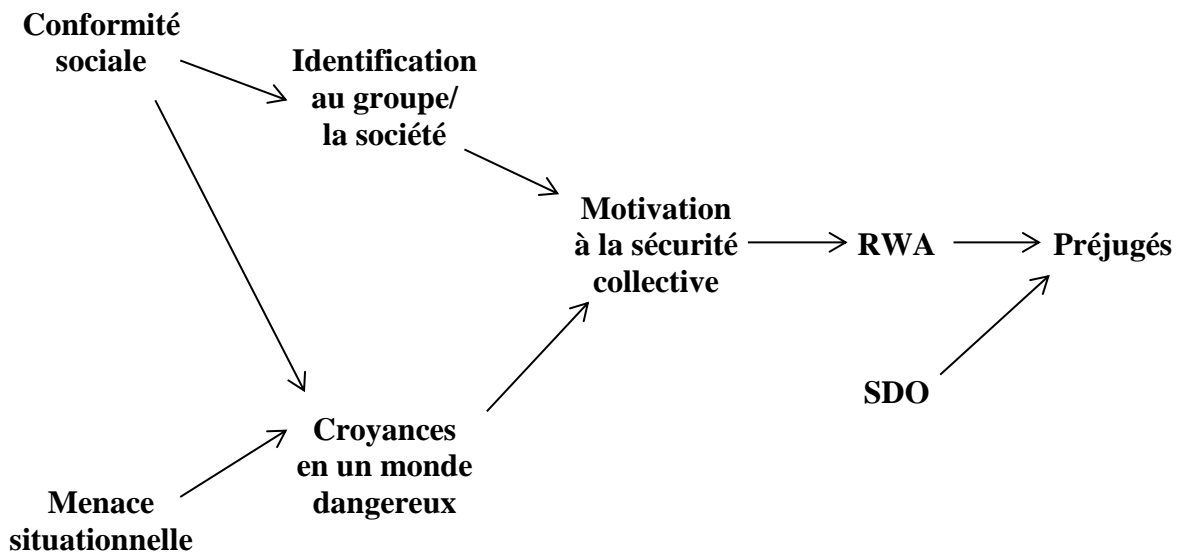 Conformité
sociale
Identification
au groupe/
la société
Motivation
à la sécurité
collective
RWA
Préjugés
SDO
Croyances
en un monde
dangereux
Menace
situationnelle